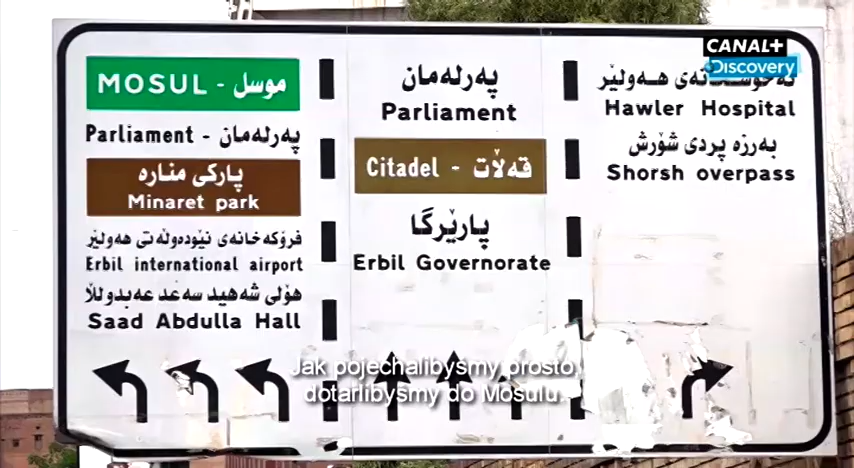 MOSUL - موسل
Parliament - پەرلەمان
پارکی منارە
Minaret park
فڕۆکەخانەی نێودەوڵەتی هەولێر
Erbil international airport
هۆڵی شەهید سەعد عەبدوللا
Saad Abdulla Hall
پەرلەمان
Parliament
Citadel - قەڵات
پارێزگا
Erbil Governorate
هەولێر
Hawler Hospital
بەرزە پردی شۆڕش
Shorsh overpass
CANAL+
Discovery
Jak pojechalibyśmy prosto,
dotarlibyśmy do Mosulu.